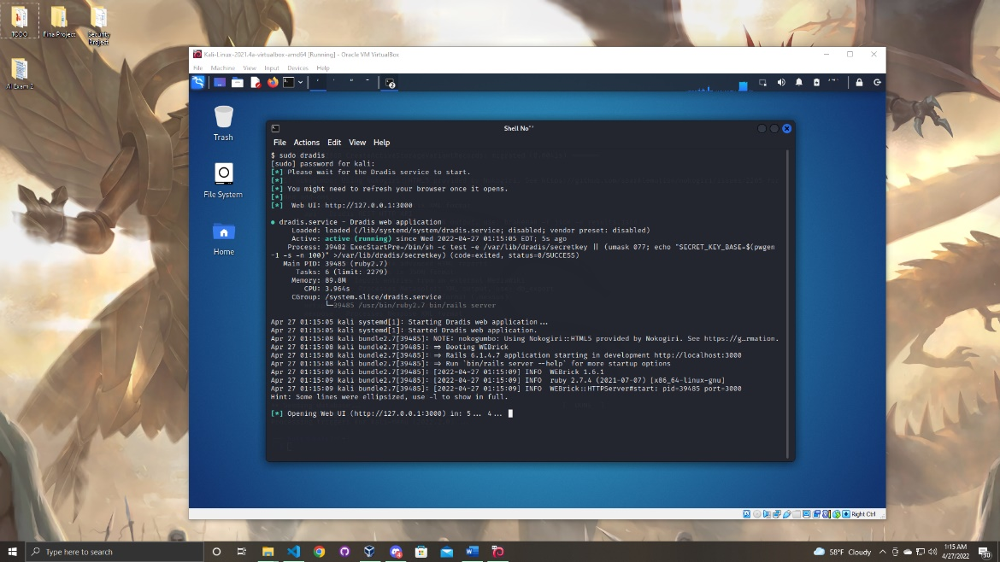 TODO
Fina Project
Security
Project
AI Exam 2
Kali-Linux-2021.4a-virtualbox-amd64 [Running] - Oracle VM VirtualBox
File Machine View Input Devices Help
Trash
File System
Home
Shell No
File Actions Edit View Help
$ sudo dradis
[sudo] password for kali:
[*] Please wait for the Dradis service to start.
[*]
[*] You might need to refresh your browser once it opens.
[*]
[*]  Web UI: http://127.0.0.1:3000
● dradis.service - Dradis web application
Loaded: loaded (/lib/systemd/system/dradis.service; disabled; vendor preset: disabled)
Active: active (running) since Wed 2022-04-27 01:15:05 EDT; 5s ago
Process: 39482 ExecStartPre=/bin/sh -c test -e /var/lib/dradis/secretkey || (umask 077; echo "SECRET_KEY_BASE=$(pwgen
-1 -s -n 100)" >/var/lib/dradis/secretkey) (code=exited, status=0/SUCCESS)
Main PID: 39485 (ruby2.7)
Tasks: 6 (limit: 2279)
Memory: 89.8M
CPU: 3.964s
CGroup: /system.slice/dradis.service
└─39485 /usr/bin/ruby2.7 bin/rails server
Apr 27 01:15:05 kali systemd[1]: Starting Dradis web application...
Apr 27 01:15:05 kali systemd[1]: Started Dradis web application.
Apr 27 01:15:08 kali bundle2.7[39485]: NOTE: nokogumbo: Using Nokogiri::HTML5 provided by Nokogiri. See https://g…rmation.
Apr 27 01:15:08 kali bundle2.7[39485]: => Booting WEBrick
Apr 27 01:15:08 kali bundle2.7[39485]: => Rails 6.1.4.7 application starting in development http://localhost:3000
Apr 27 01:15:08 kali bundle2.7[39485]: => Run `bin/rails server --help` for more startup options
Apr 27 01:15:09 kali bundle2.7[39485]: [2022-04-27 01:15:09] INFO  WEBrick 1.6.1
Apr 27 01:15:09 kali bundle2.7[39485]: [2022-04-27 01:15:09] INFO  ruby 2.7.4 (2021-07-07) [x86_64-linux-gnu]
Apr 27 01:15:09 kali bundle2.7[39485]: [2022-04-27 01:15:09] INFO  WEBrick::HTTPServer#start: pid=39485 port=3000
Hint: Some lines were ellipsized, use -l to show in full.
[*] Opening Web UI (http://127.0.0.1:3000) in: 5... 4...
Right Ctrl
Type here to search
58°F Cloudy
1:15 AM
4/27/2022
30